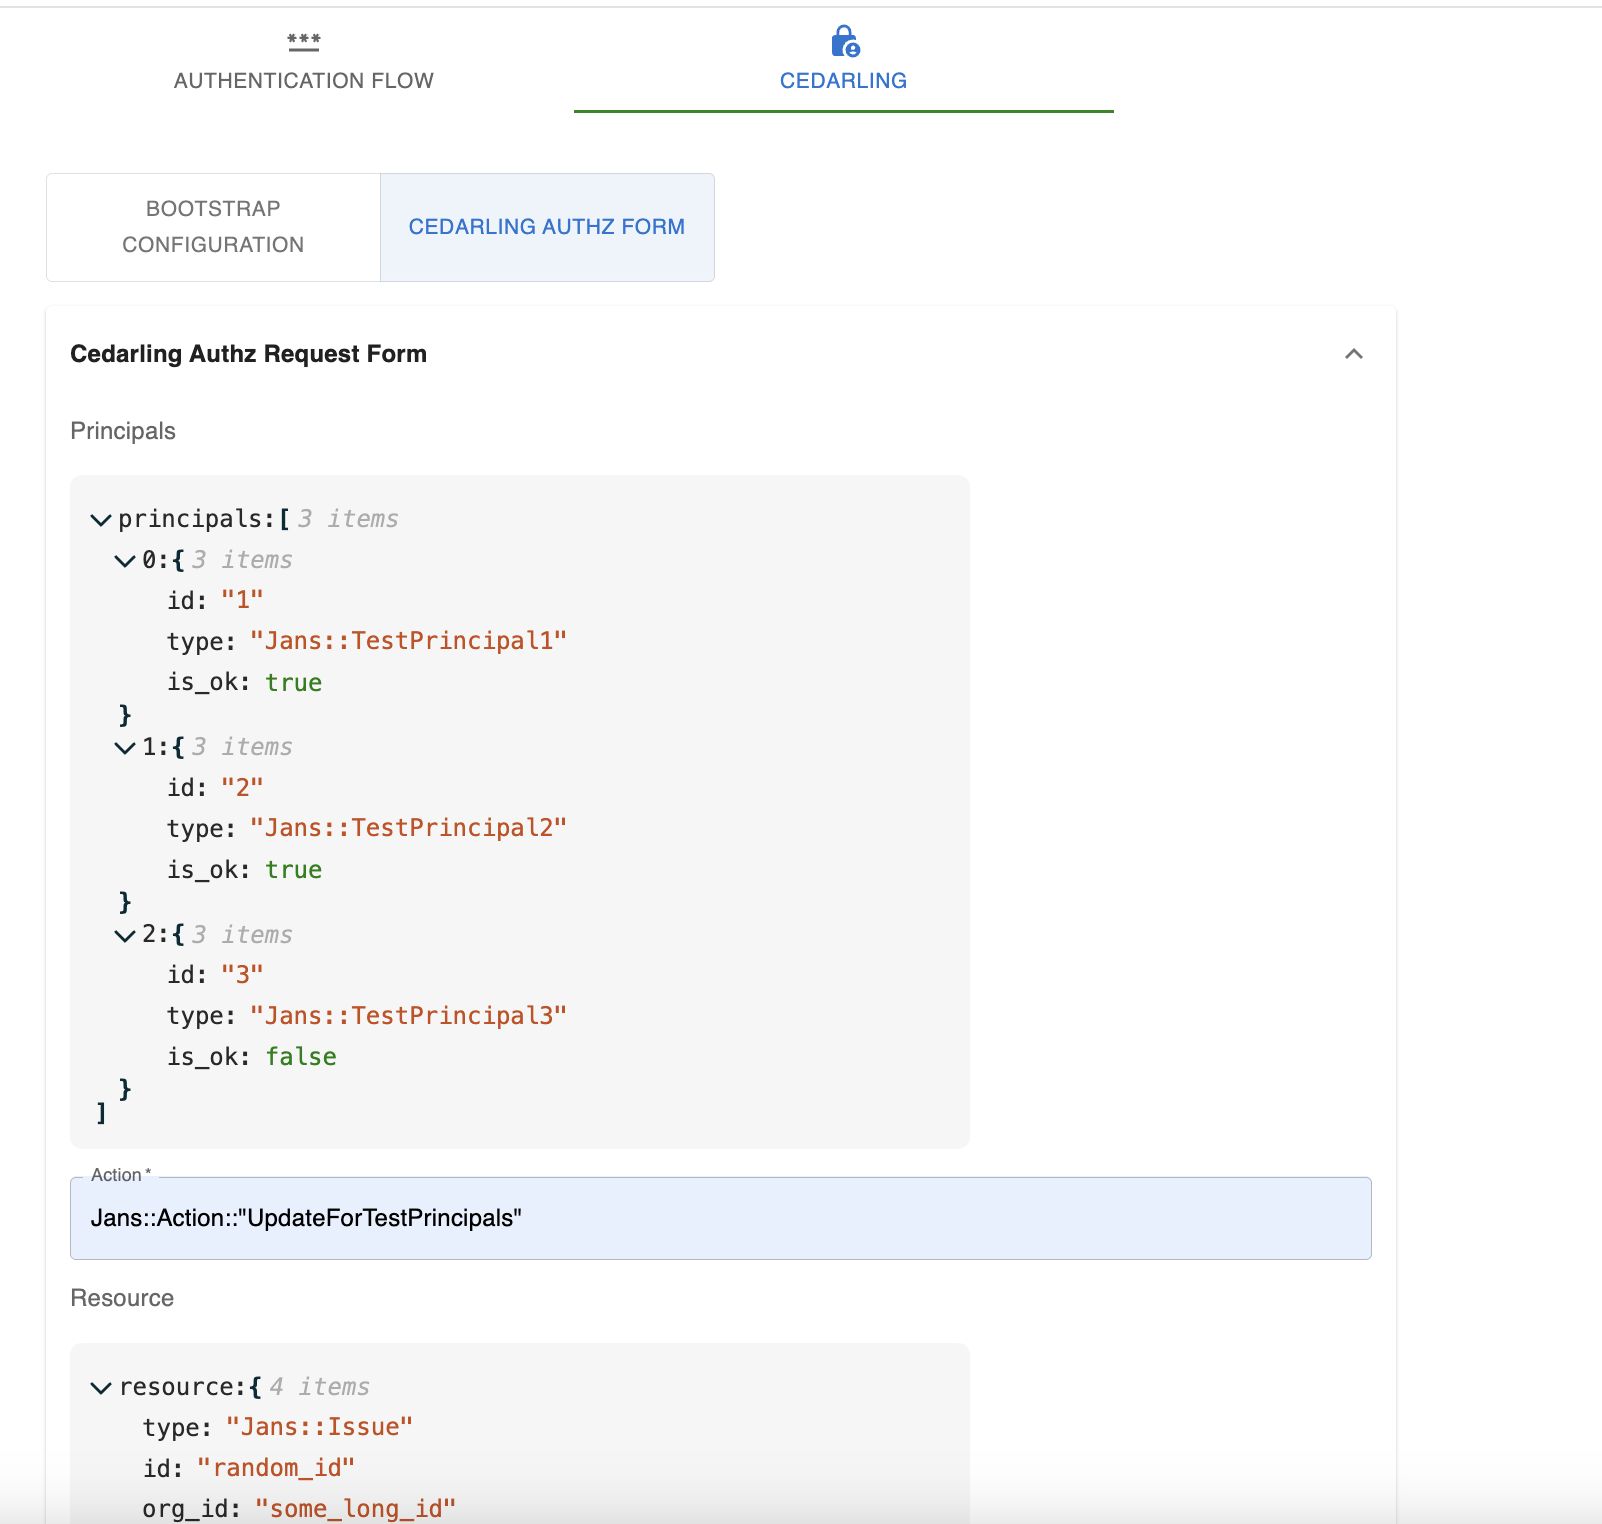 ***
AUTHENTICATION FLOW
CEDARLING
BOOTSTRAP
CONFIGURATION
CEDARLING AUTHZ FORM
Cedarling Authz Request Form
Principals
principals:[ 3 items
0:{ 3 items
id: "1"
type: "Jans::TestPrincipal1"
is_ok: true
}
1:{ 3 items
id: "2"
type: "Jans::TestPrincipal2"
is_ok: true
}
2:{ 3 items
id: "3"
type: "Jans::TestPrincipal3"
is_ok: false
}
]
Action *
Jans::Action::"UpdateForTestPrincipals"
Resource
resource:{ 4 items
type: "Jans::Issue"
id: "random_id"
org_id: "some_long_id"